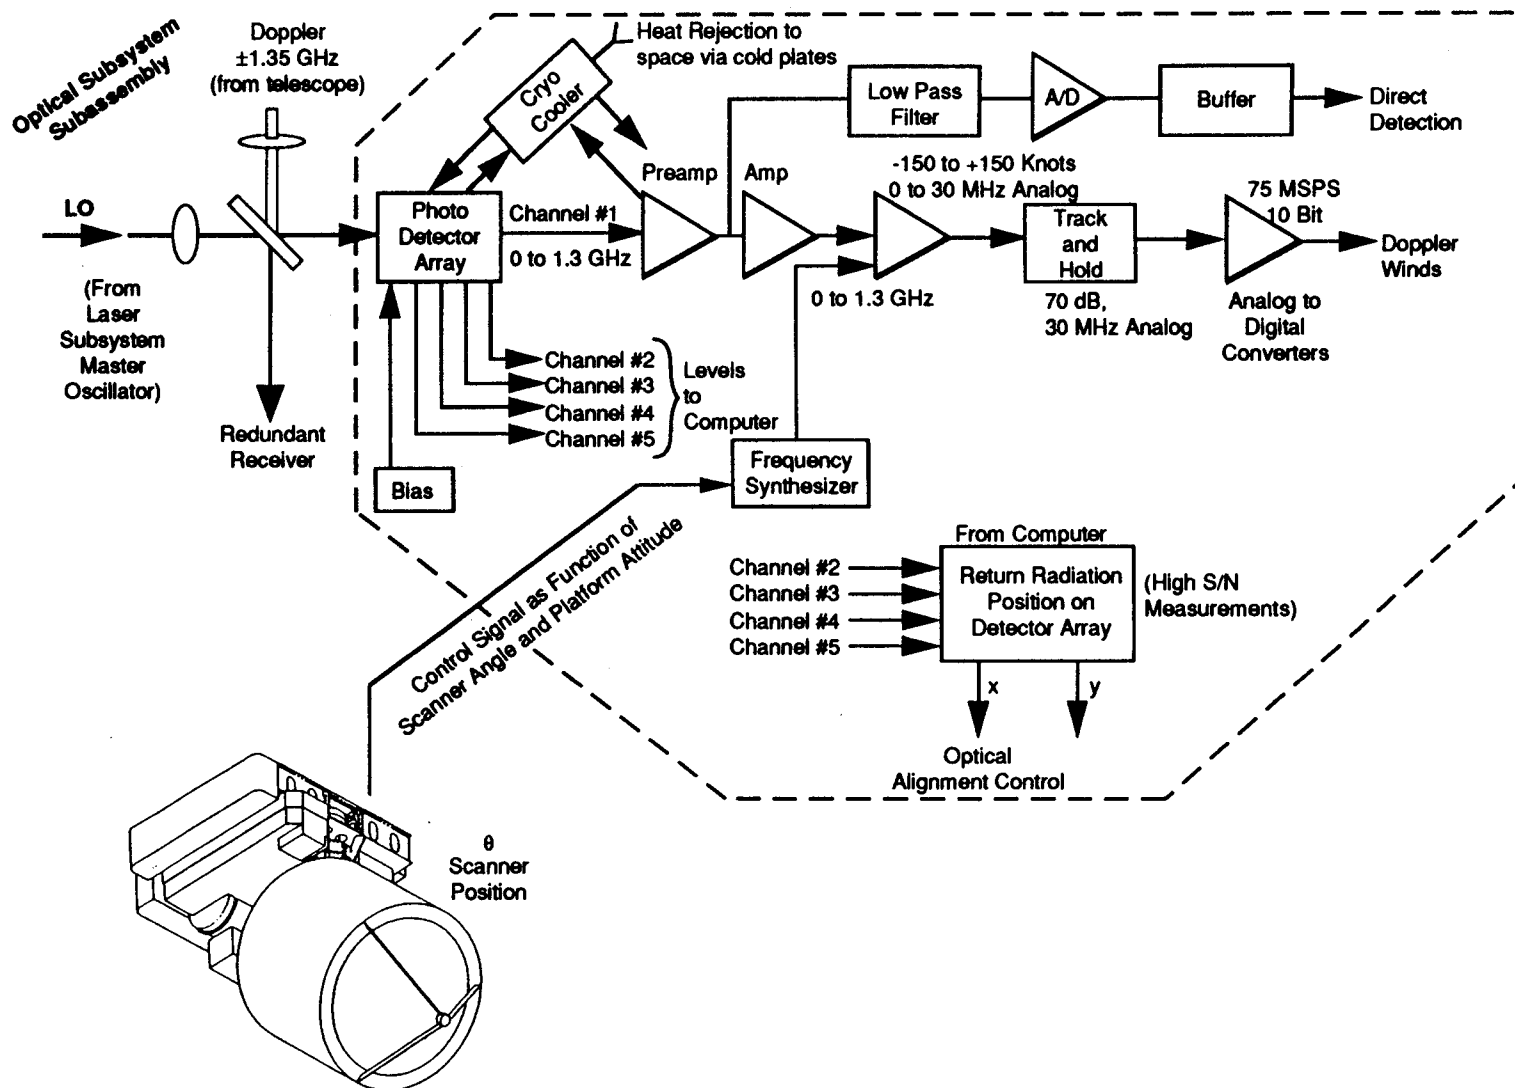 Optical Subsystem
Subassembly
Doppler
±1.35 GHz
(from telescope)
Heat Rejection to
space via cold plates
Cryo
Cooler
Low Pass
Filter
A/D
Buffer
Direct
Detection
LO
(From
Laser
Subsystem
Master
Oscillator)
Redundant
Receiver
Photo
Detector
Array
Channel #1
0 to 1.3 GHz
Preamp
Amp
-150 to +150 Knots
0 to 30 MHz Analog
0 to 1.3 GHz
Track
and
Hold
70 dB,
30 MHz Analog
75 MSPS
10 Bit
Analog to
Digital
Converters
Doppler
Winds
Channel #2
Channel #3
Channel #4
Channel #5
Levels
to
Computer
Bias
Frequency
Synthesizer
Control Signal as Function of
Scanner Angle and Platform Attitude
From Computer
Channel #2
Channel #3
Channel #4
Channel #5
Return Radiation
Position on
Detector Array
(High S/N
Measurements)
x
y
Optical
Alignment Control
θ
Scanner
Position